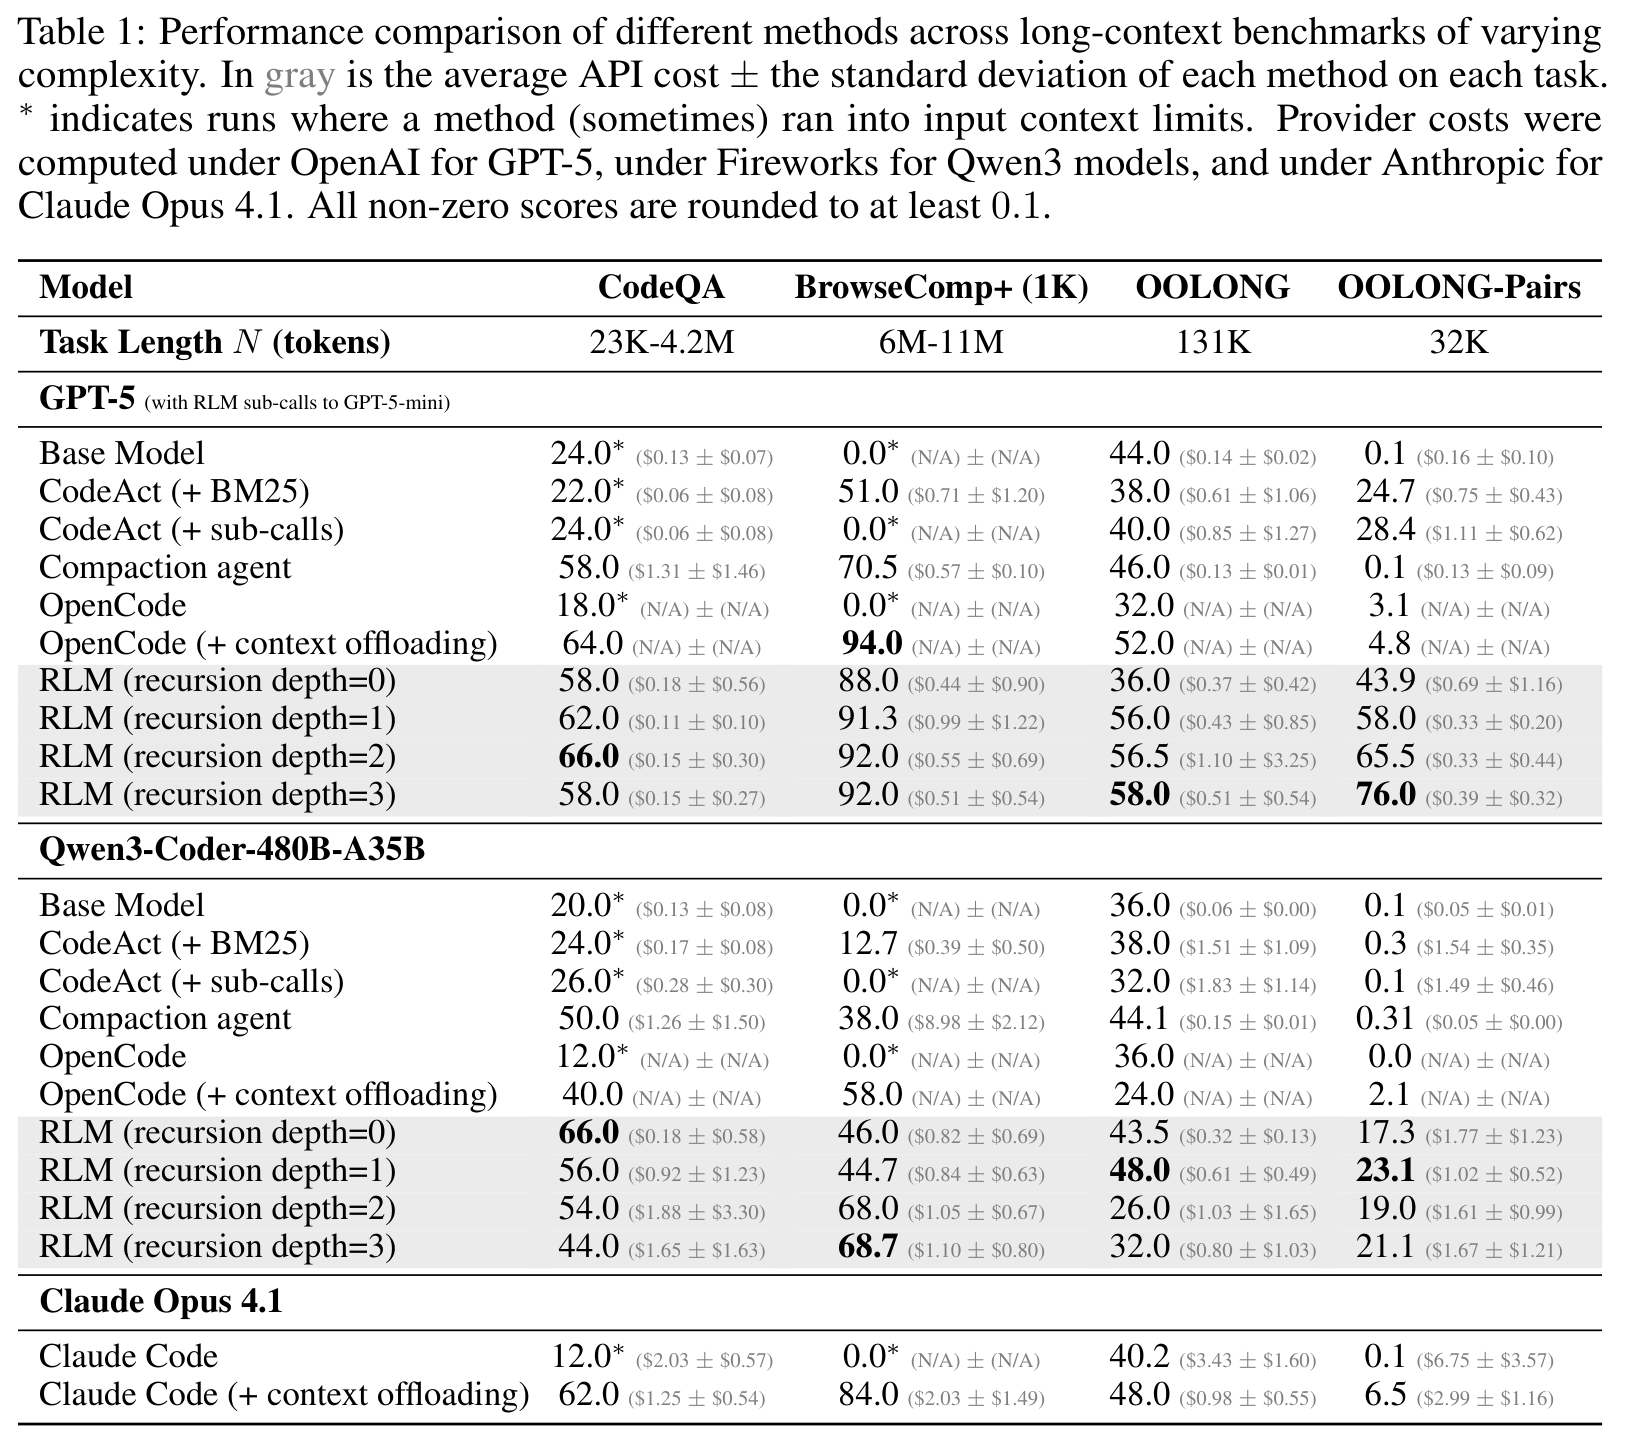 Table 1: Performance comparison of different methods across long-context benchmarks of varying
complexity. In gray is the average API cost ± the standard deviation of each method on each task.
* indicates runs where a method (sometimes) ran into input context limits. Provider costs were
computed under OpenAI for GPT-5, under Fireworks for Qwen3 models, and under Anthropic for
Claude Opus 4.1. All non-zero scores are rounded to at least 0.1.
Model CodeQA BrowseComp+ (1K) OOLONG OOLONG-Pairs
Task Length N (tokens) 23K-4.2M 6M-11M 131K 32K
GPT-5 (with RLM sub-calls to GPT-5-mini)
Base Model 24.0* ($0.13 ± $0.07) 0.0* (N/A) ± (N/A) 44.0 ($0.14 ± $0.02) 0.1 ($0.16 ± $0.10)
CodeAct (+ BM25) 22.0* ($0.06 ± $0.08) 51.0 ($0.71 ± $1.20) 38.0 ($0.61 ± $1.06) 24.7 ($0.75 ± $0.43)
CodeAct (+ sub-calls) 24.0* ($0.06 ± $0.08) 0.0* (N/A) ± (N/A) 40.0 ($0.85 ± $1.27) 28.4 ($1.11 ± $0.62)
Compaction agent 58.0 ($1.31 ± $1.46) 70.5 ($0.57 ± $0.10) 46.0 ($0.13 ± $0.01) 0.1 ($0.13 ± $0.09)
OpenCode 18.0* (N/A) ± (N/A) 0.0* (N/A) ± (N/A) 32.0 (N/A) ± (N/A) 3.1 (N/A) ± (N/A)
OpenCode (+ context offloading) 64.0 (N/A) ± (N/A) 94.0 (N/A) ± (N/A) 52.0 (N/A) ± (N/A) 4.8 (N/A) ± (N/A)
RLM (recursion depth=0) 58.0 ($0.18 ± $0.56) 88.0 ($0.44 ± $0.90) 36.0 ($0.37 ± $0.42) 43.9 ($0.69 ± $1.16)
RLM (recursion depth=1) 62.0 ($0.11 ± $0.10) 91.3 ($0.99 ± $1.22) 56.0 ($0.43 ± $0.85) 58.0 ($0.33 ± $0.20)
RLM (recursion depth=2) 66.0 ($0.15 ± $0.30) 92.0 ($0.55 ± $0.69) 56.5 ($1.10 ± $3.25) 65.5 ($0.33 ± $0.44)
RLM (recursion depth=3) 58.0 ($0.15 ± $0.27) 92.0 ($0.51 ± $0.54) 58.0 ($0.51 ± $0.54) 76.0 ($0.39 ± $0.32)
Qwen3-Coder-480B-A35B
Base Model 20.0* ($0.13 ± $0.08) 0.0* (N/A) ± (N/A) 36.0 ($0.06 ± $0.00) 0.1 ($0.05 ± $0.01)
CodeAct (+ BM25) 24.0* ($0.17 ± $0.08) 12.7 ($0.39 ± $0.50) 38.0 ($1.51 ± $1.09) 0.3 ($1.54 ± $0.35)
CodeAct (+ sub-calls) 26.0* ($0.28 ± $0.30) 0.0* (N/A) ± (N/A) 32.0 ($1.83 ± $1.14) 0.1 ($1.49 ± $0.46)
Compaction agent 50.0 ($1.26 ± $1.50) 38.0 ($8.98 ± $2.12) 44.1 ($0.15 ± $0.01) 0.31 ($0.05 ± $0.00)
OpenCode 12.0* (N/A) ± (N/A) 0.0* (N/A) ± (N/A) 36.0 (N/A) ± (N/A) 0.0 (N/A) ± (N/A)
OpenCode (+ context offloading) 40.0 (N/A) ± (N/A) 58.0 (N/A) ± (N/A) 24.0 (N/A) ± (N/A) 2.1 (N/A) ± (N/A)
RLM (recursion depth=0) 66.0 ($0.18 ± $0.58) 46.0 ($0.82 ± $0.69) 43.5 ($0.32 ± $0.13) 17.3 ($1.77 ± $1.23)
RLM (recursion depth=1) 56.0 ($0.92 ± $1.23) 44.7 ($0.84 ± $0.63) 48.0 ($0.61 ± $0.49) 23.1 ($1.02 ± $0.52)
RLM (recursion depth=2) 54.0 ($1.88 ± $3.30) 68.0 ($1.05 ± $0.67) 26.0 ($1.03 ± $1.65) 19.0 ($1.61 ± $0.99)
RLM (recursion depth=3) 44.0 ($1.65 ± $1.63) 68.7 ($1.10 ± $0.80) 32.0 ($0.80 ± $1.03) 21.1 ($1.67 ± $1.21)
Claude Opus 4.1
Claude Code 12.0* ($2.03 ± $0.57) 0.0* (N/A) ± (N/A) 40.2 ($3.43 ± $1.60) 0.1 ($6.75 ± $3.57)
Claude Code (+ context offloading) 62.0 ($1.25 ± $0.54) 84.0 ($2.03 ± $1.49) 48.0 ($0.98 ± $0.55) 6.5 ($2.99 ± $1.16)